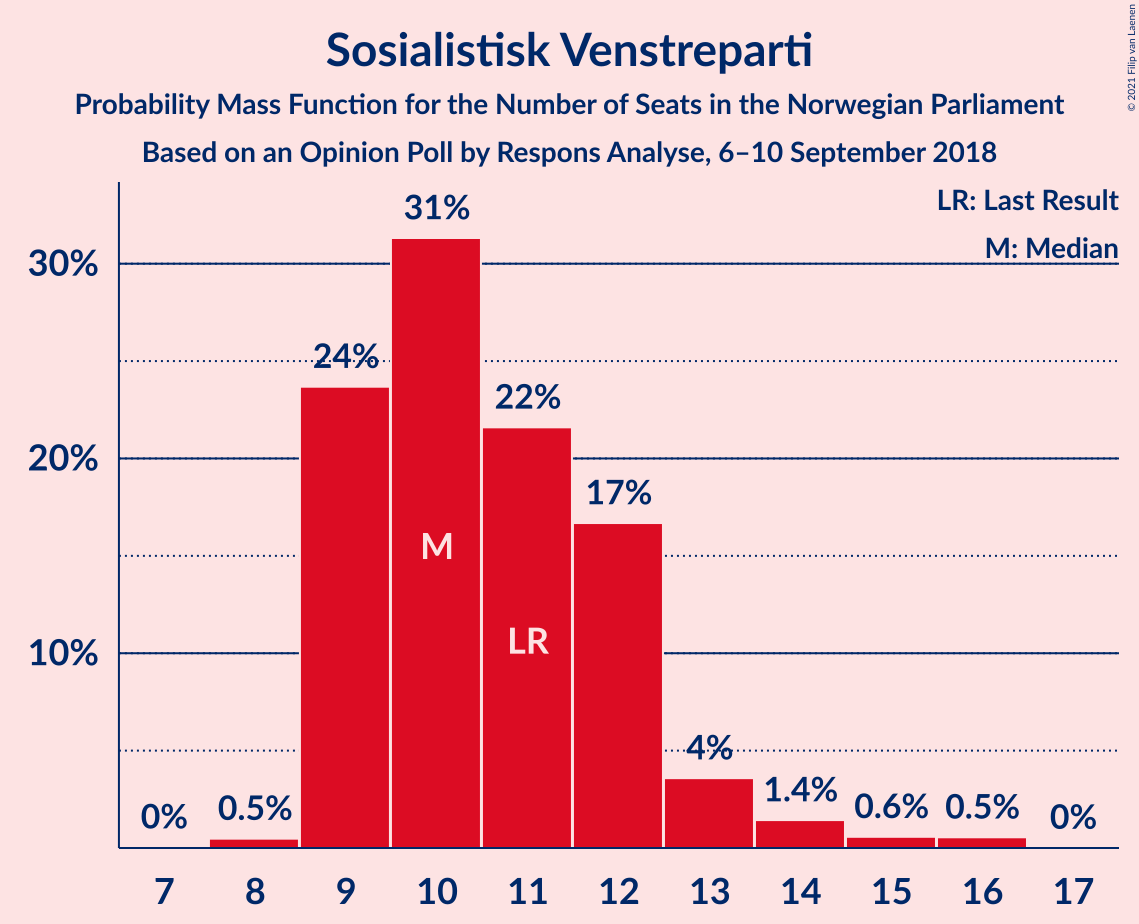 Sosialistisk Venstreparti
Probability Mass Function for the Number of Seats in the Norwegian Parliament
Based on an Opinion Poll by Respons Analyse, 6–10 September 2018
© 2021 Filip van Laenen
LR: Last Result
M: Median
30%
20%
10%
0%
0.5%
24%
31%
22%
17%
4%
1.4%
0.6%
0.5%
0%
M
LR
7 8 9 10 11 12 13 14 15 16 17